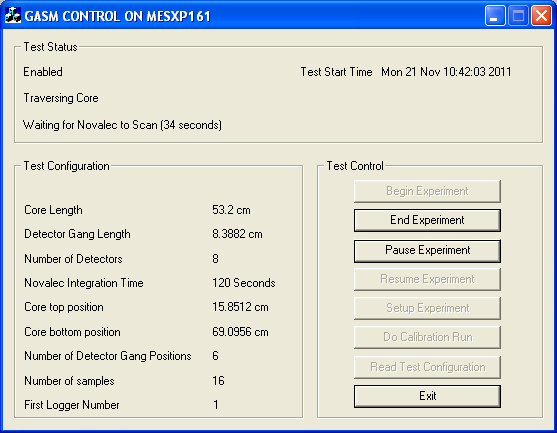 GASM CONTROL ON MESXP161
Test Status
Enabled Test Start Time Mon 21 Nov 10:42:03 2011
Traversing Core
Waiting for Novalec to Scan (34 seconds)
Test Configuration
Core Length 53.2 cm
Detector Gang Length 8.3882 cm
Number of Detectors 8
Novalec Integration Time 120 Seconds
Core top position 15.8512 cm
Core bottom position 69.0956 cm
Number of Detector Gang Positions 6
Number of samples 16
First Logger Number 1
Test Control
Begin Experiment
End Experiment
Pause Experiment
Resume Experiment
Setup Experiment
Do Calibration Run
Read Test Configuration
Exit